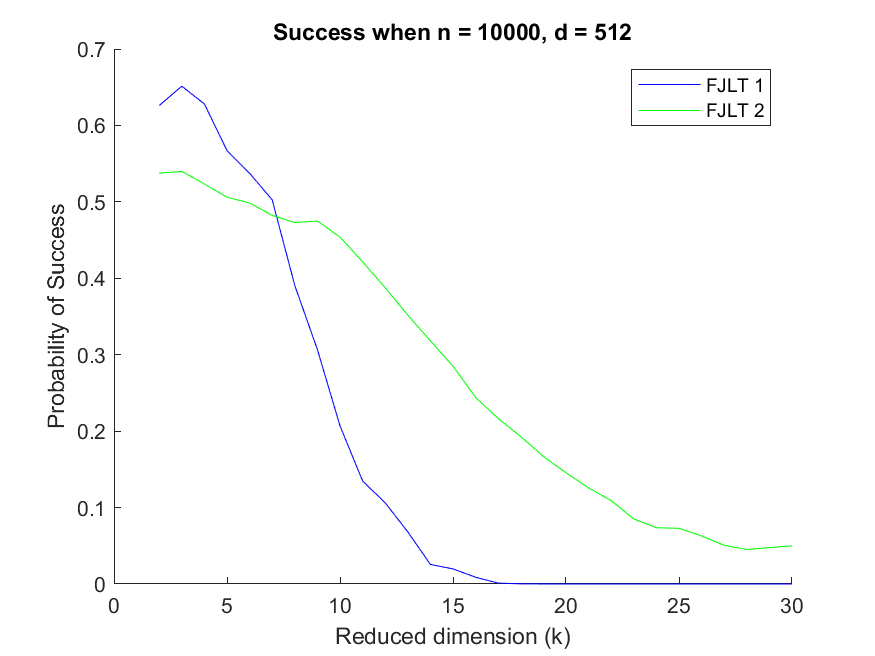 Success when n = 10000, d = 512
FJLT 1
FJLT 2
Probability of Success
0.7
0.6
0.5
0.4
0.3
0.2
0.1
0
0 5 10 15 20 25 30
Reduced dimension (k)